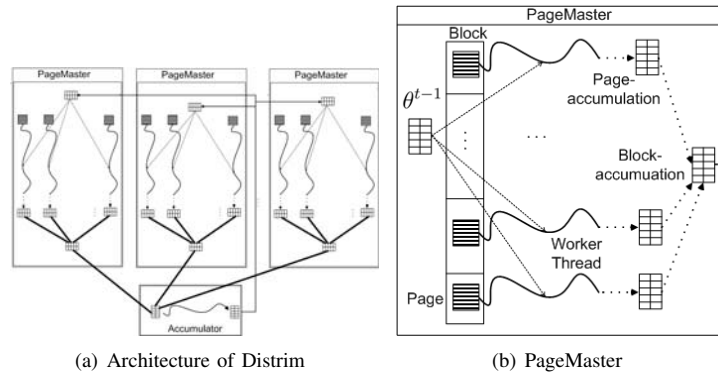 PageMaster
PageMaster
PageMaster
Accumulator
(a) Architecture of Distrim
PageMaster
Block
θ^{t−1}
Page-
accumulation
Block-
accumuation
Worker
Thread
Page
(b) PageMaster